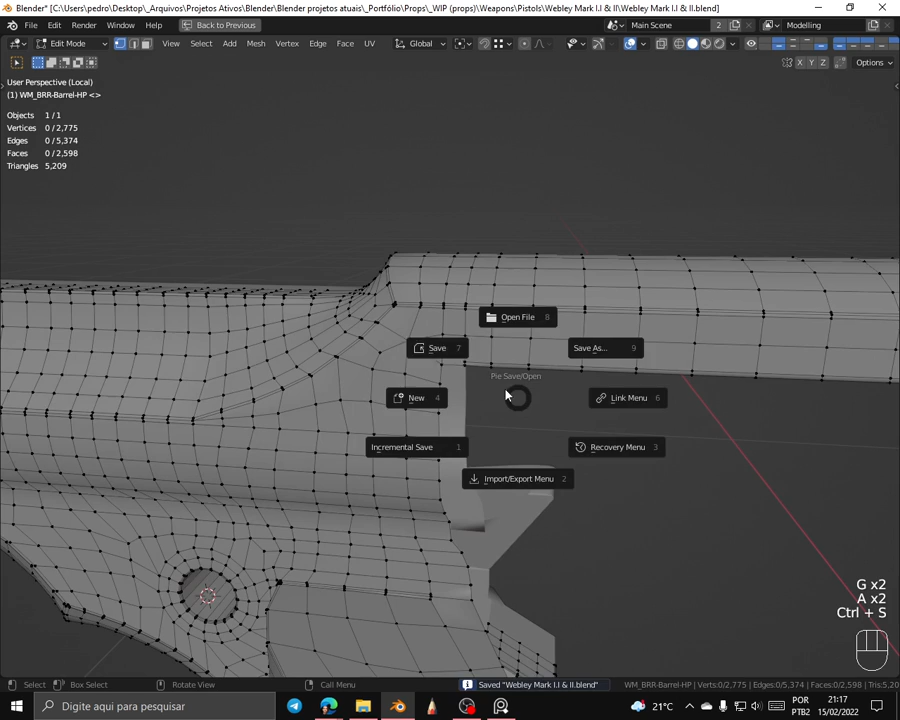 Blender* [C:\Users\pedro\Desktop\_Arquivos\Projetos Ativos\Blender\Blender projetos atuais\_Portfólio\Props\_WIP (props)\Weapons\Pistols\Webley Mark I.I & II\Webley Mark I.I & II.blend]
File Edit Render Window Help Back to Previous Main Scene 2 Modelling
Edit Mode View Select Add Mesh Vertex Edge Face UV Global
X Y Z Options
User Perspective (Local)
(1) WM_BRR-Barrel-HP <>
Objects 1/1
Vertices 0/2,775
Edges 0/5,374
Faces 0/2,598
Triangles 5,209
Open File 8
Save 7
Save As... 9
Pie Save/Open
New 4
Link Menu 6
Incremental Save 1
Recovery Menu 3
Import/Export Menu 2
G x2
A x2
Ctrl + S
Select Box Select Rotate View Call Menu Saved "Webley Mark I.I & II.blend" WM_BRR-Barrel-HP | Verts:0/2,775 | Edges:0/5,374 | Faces:0/2,598 | Tris:5,20
Digite aqui para pesquisar 21°C POR 21:17
PTB2 15/02/2022